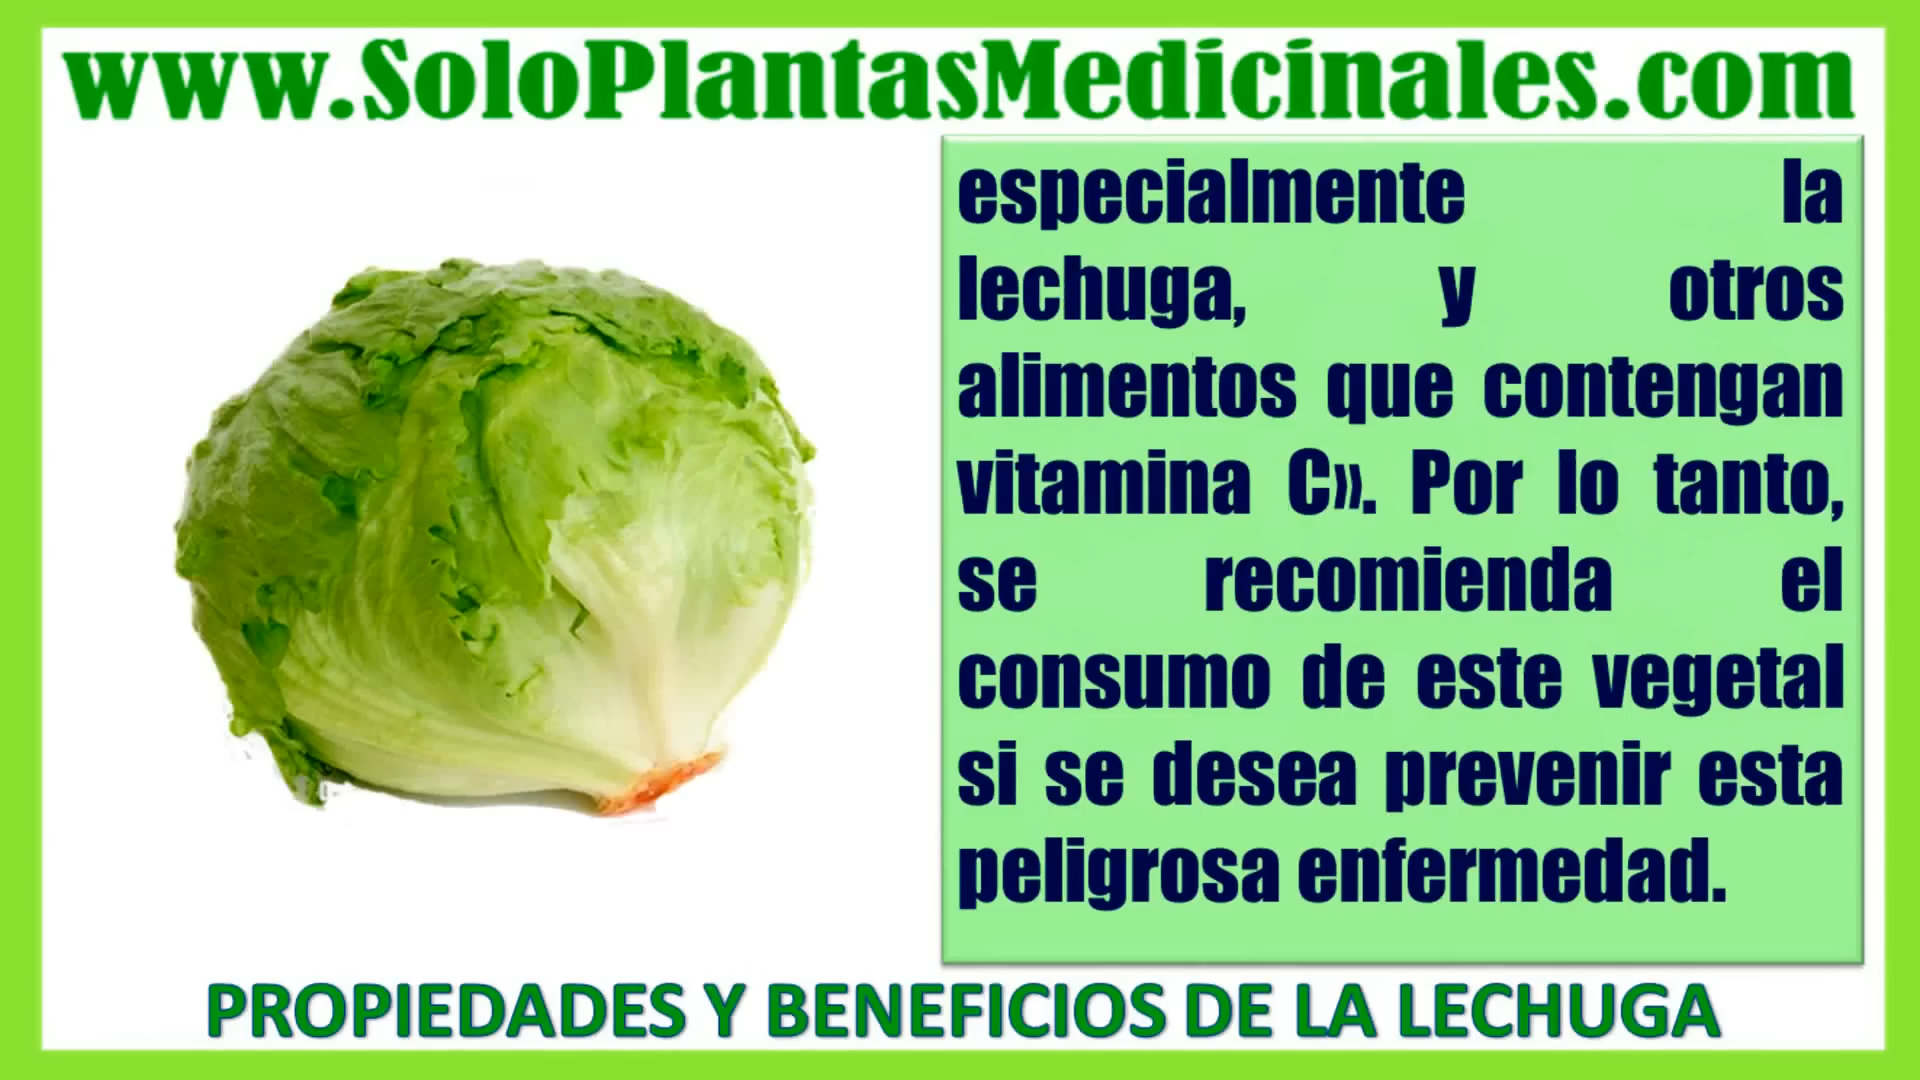 www.SoloPlantasMedicinales.com
especialmente la
lechuga, y otros
alimentos que contengan
vitamina C». Por lo tanto,
se recomienda el
consumo de este vegetal
si se desea prevenir esta
peligrosa enfermedad.
PROPIEDADES Y BENEFICIOS DE LA LECHUGA